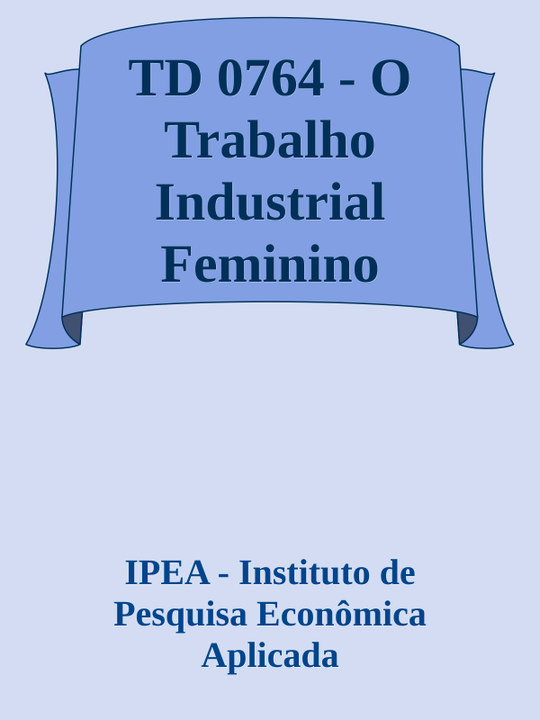 TD 0764 - O
Trabalho
Industrial
Feminino
IPEA - Instituto de
Pesquisa Econômica
Aplicada